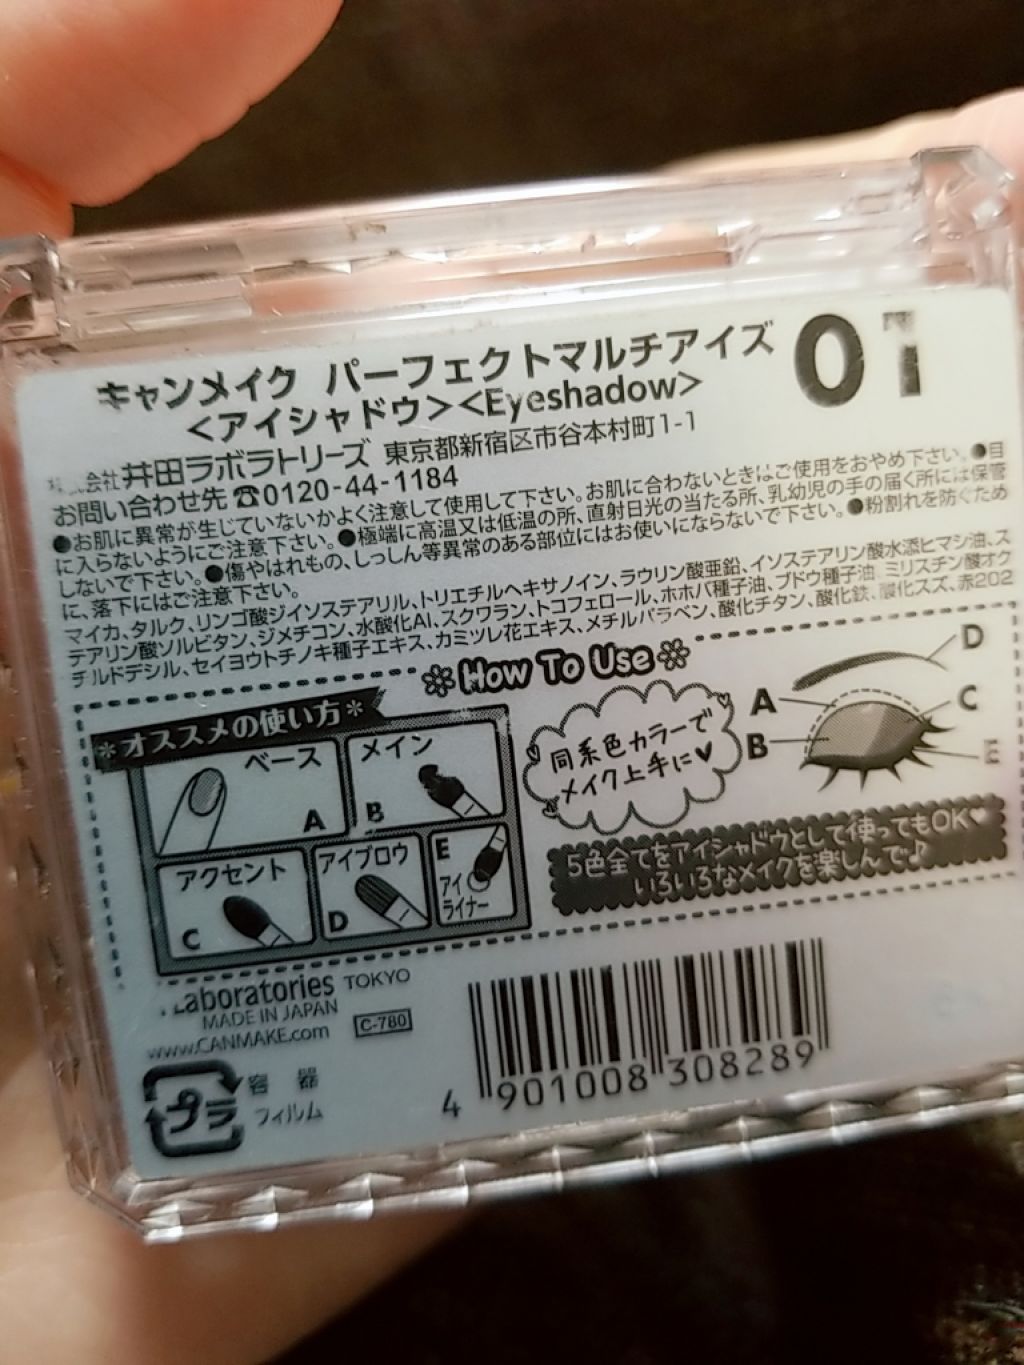 キャンメイク パーフェクトマルチアイズ
01
<アイシャドウ><Eyeshadow>
会社井田ラボラトリーズ 東京都新宿区市谷本村町1-1
お問い合わせ先☎0120-44-1184
●お肌に異常が生じていないかよく注意して使用して下さい。お肌に合わないときはご使用をおやめ下さい。●目
に入らないようにご注意下さい。●極端に高温又は低温の所、直射日光の当たる所、乳幼児の手の届く所には保管
しないで下さい。●傷やはれもの、しっしん等異常のある部位にはお使いにならないで下さい。●粉割れを防ぐため
に、落下にはご注意下さい。
マイカ、タルク、リンゴ酸ジイソステアリル、トリエチルヘキサノイン、ラウリン酸亜鉛、イソステアリン酸水添ヒマシ油、ス
テアリン酸ソルビタン、ジメチコン、水酸化Al、スクワラン、トコフェロール、ホホバ種子油、ブドウ種子油、ミリスチン酸オク
チルドデシル、セイヨウトチノキ種子エキス、カミツレ花エキス、メチルパラベン、酸化チタン、酸化鉄、酸化スズ、赤202
How To Use
*オススメの使い方*
ベース
A
メイン
B
アクセント
C
アイブロウ
D
E
アイ
ライナー
同系色カラーで
メイク上手に♥
A
B
D
C
E
5色全てをアイシャドウとして使ってもOK♥
いろいろなメイクを楽しんで♪
Laboratories TOKYO
MADE IN JAPAN
www.CANMAKE.com
C-780
プラ
容器
フィルム
4 901008 308289